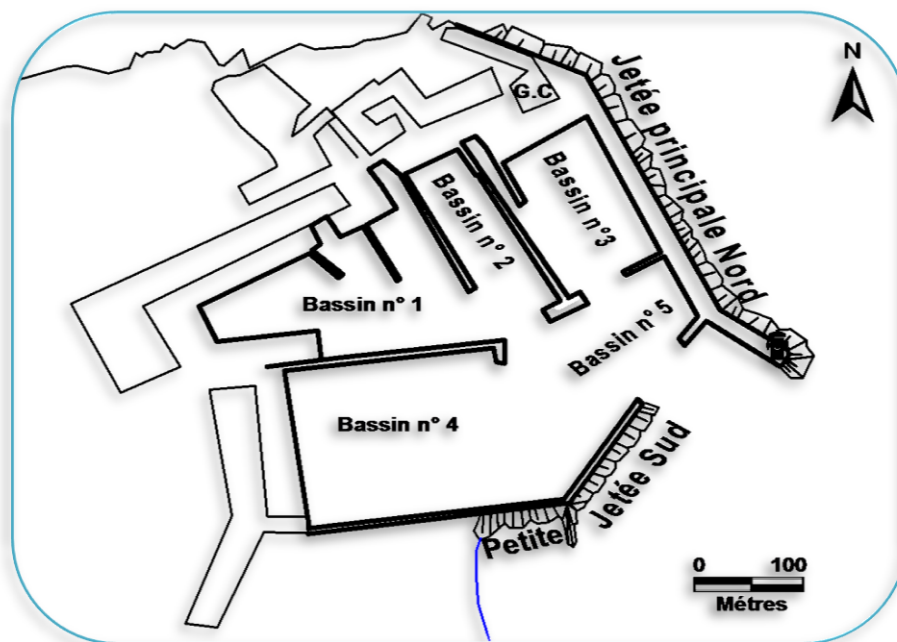 N
G.C
Jetée principale Nord
Bassin n° 3
Bassin n° 2
Bassin n° 1
Bassin n° 5
Bassin n° 4
Petite Jetée Sud
0 100
Métres